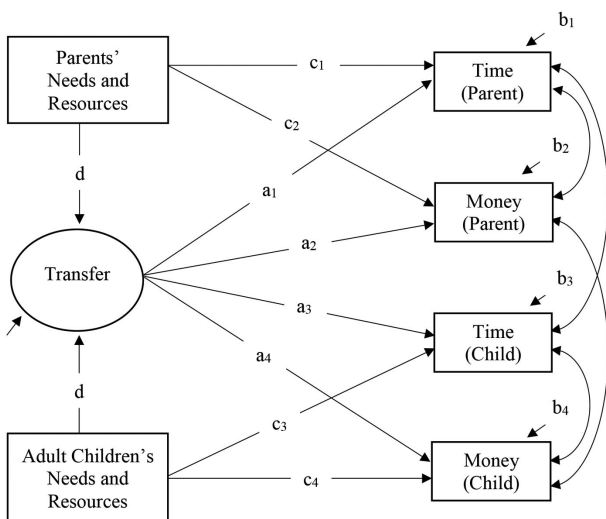 b1
Parents'
Needs and
Resources
c1
Time
(Parent)
c2
b2
d
a1
Money
(Parent)
a2
Transfer
b3
a3
Time
(Child)
a4
d
c3
b4
Adult Children's
Needs and
Resources
c4
Money
(Child)